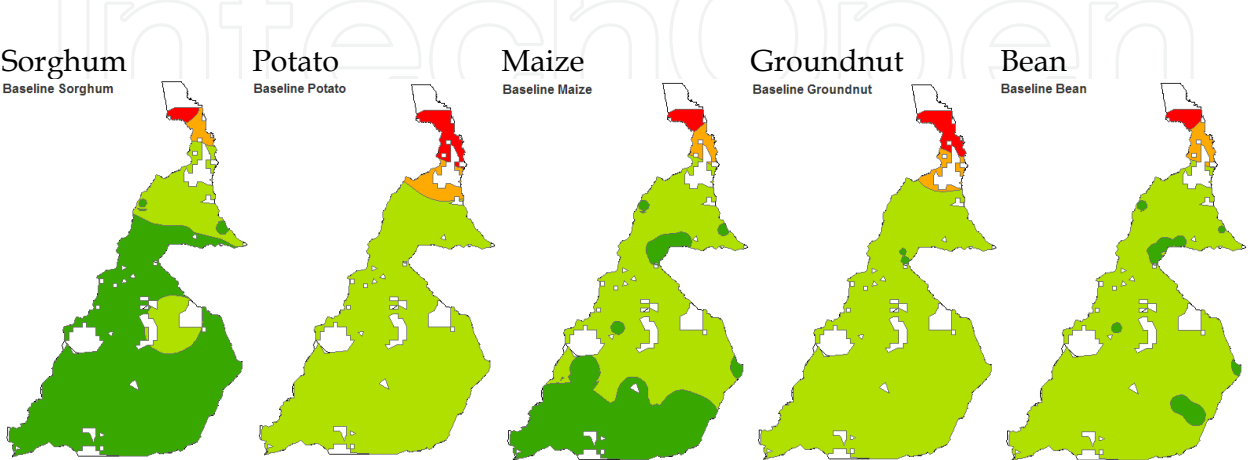 IntechOpen
Sorghum
Baseline Sorghum
Potato
Baseline Potato
Maize
Baseline Maize
Groundnut
Baseline Groundnut
Bean
Baseline Bean